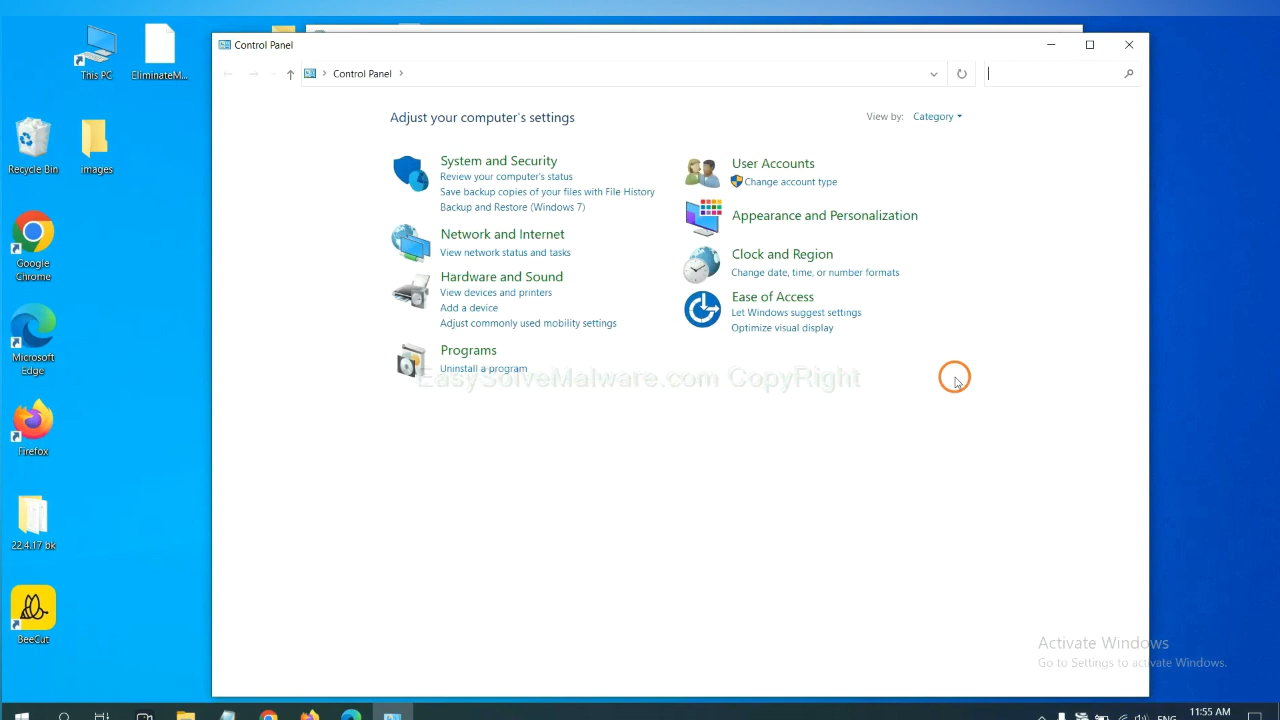 This PC
EliminateM...
Recycle Bin
images
Google
Chrome
Microsoft
Edge
Firefox
22.4.17 bk
BeeCut
Control Panel
Control Panel
Adjust your computer's settings
View by: Category
System and Security
Review your computer's status
Save backup copies of your files with File History
Backup and Restore (Windows 7)
Network and Internet
View network status and tasks
Hardware and Sound
View devices and printers
Add a device
Adjust commonly used mobility settings
Programs
Uninstall a program
User Accounts
Change account type
Appearance and Personalization
Clock and Region
Change date, time, or number formats
Ease of Access
Let Windows suggest settings
Optimize visual display
EasySolveMalware.com CopyRight
Activate Windows
Go to Settings to activate Windows.
ENG
11:55 AM